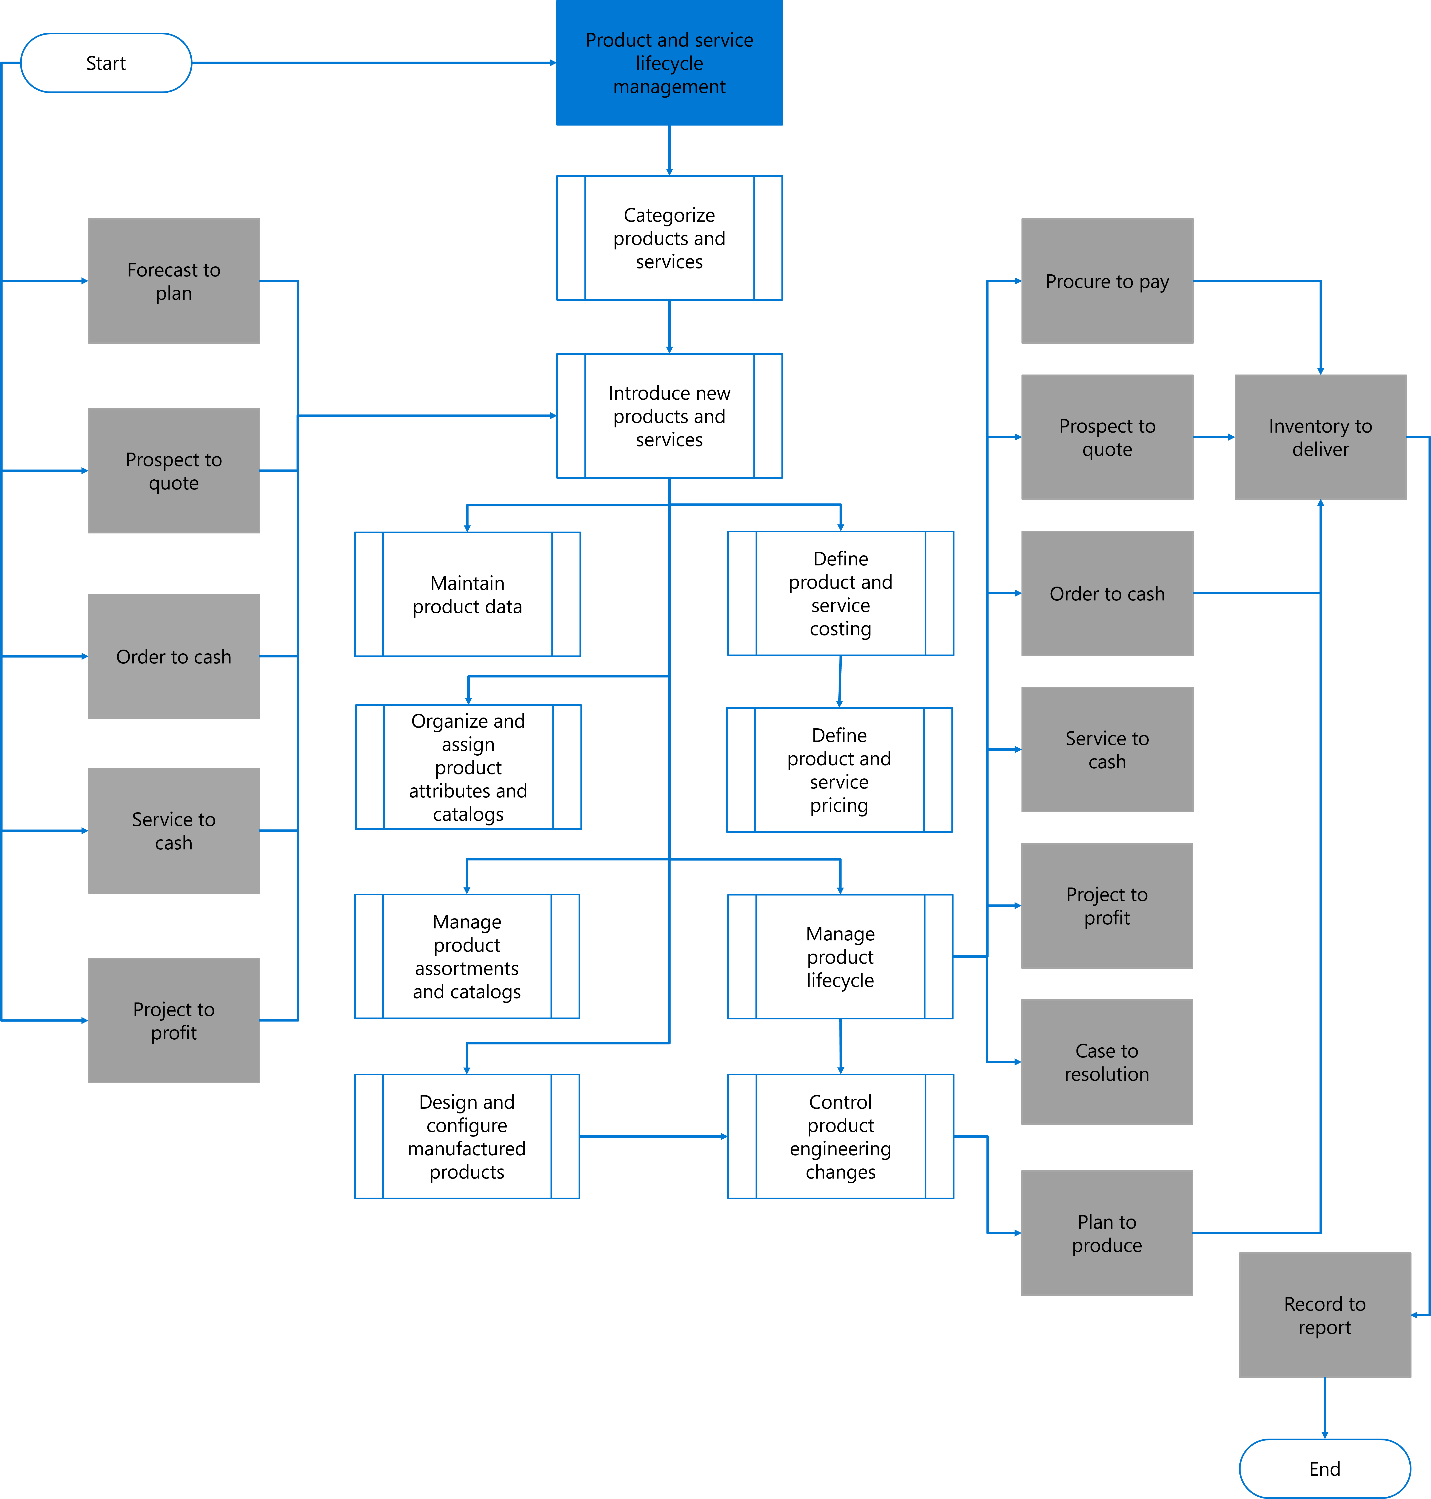 Start
Product and service
lifecycle
management
Categorize
products and
services
Forecast to
plan
Procure to pay
Introduce new
products and
services
Prospect to
quote
Prospect to
quote
Inventory to
deliver
Maintain
product data
Define
product and
service
costing
Order to cash
Order to cash
Organize and
assign
product
attributes and
catalogs
Define
product and
service
pricing
Service to
cash
Service to
cash
Manage
product
assortments
and catalogs
Manage
product
lifecycle
Project to
profit
Project to
profit
Case to
resolution
Design and
configure
manufactured
products
Control
product
engineering
changes
Plan to
produce
Record to
report
End